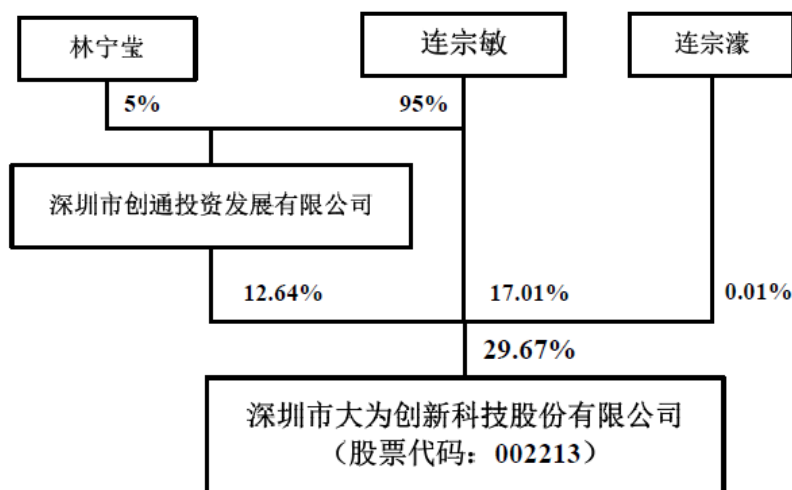 林宁莹
连宗敏
连宗濠
5%
95%
深圳市创通投资发展有限公司
12.64%
17.01%
0.01%
29.67%
深圳市大为创新科技股份有限公司
（股票代码：002213）